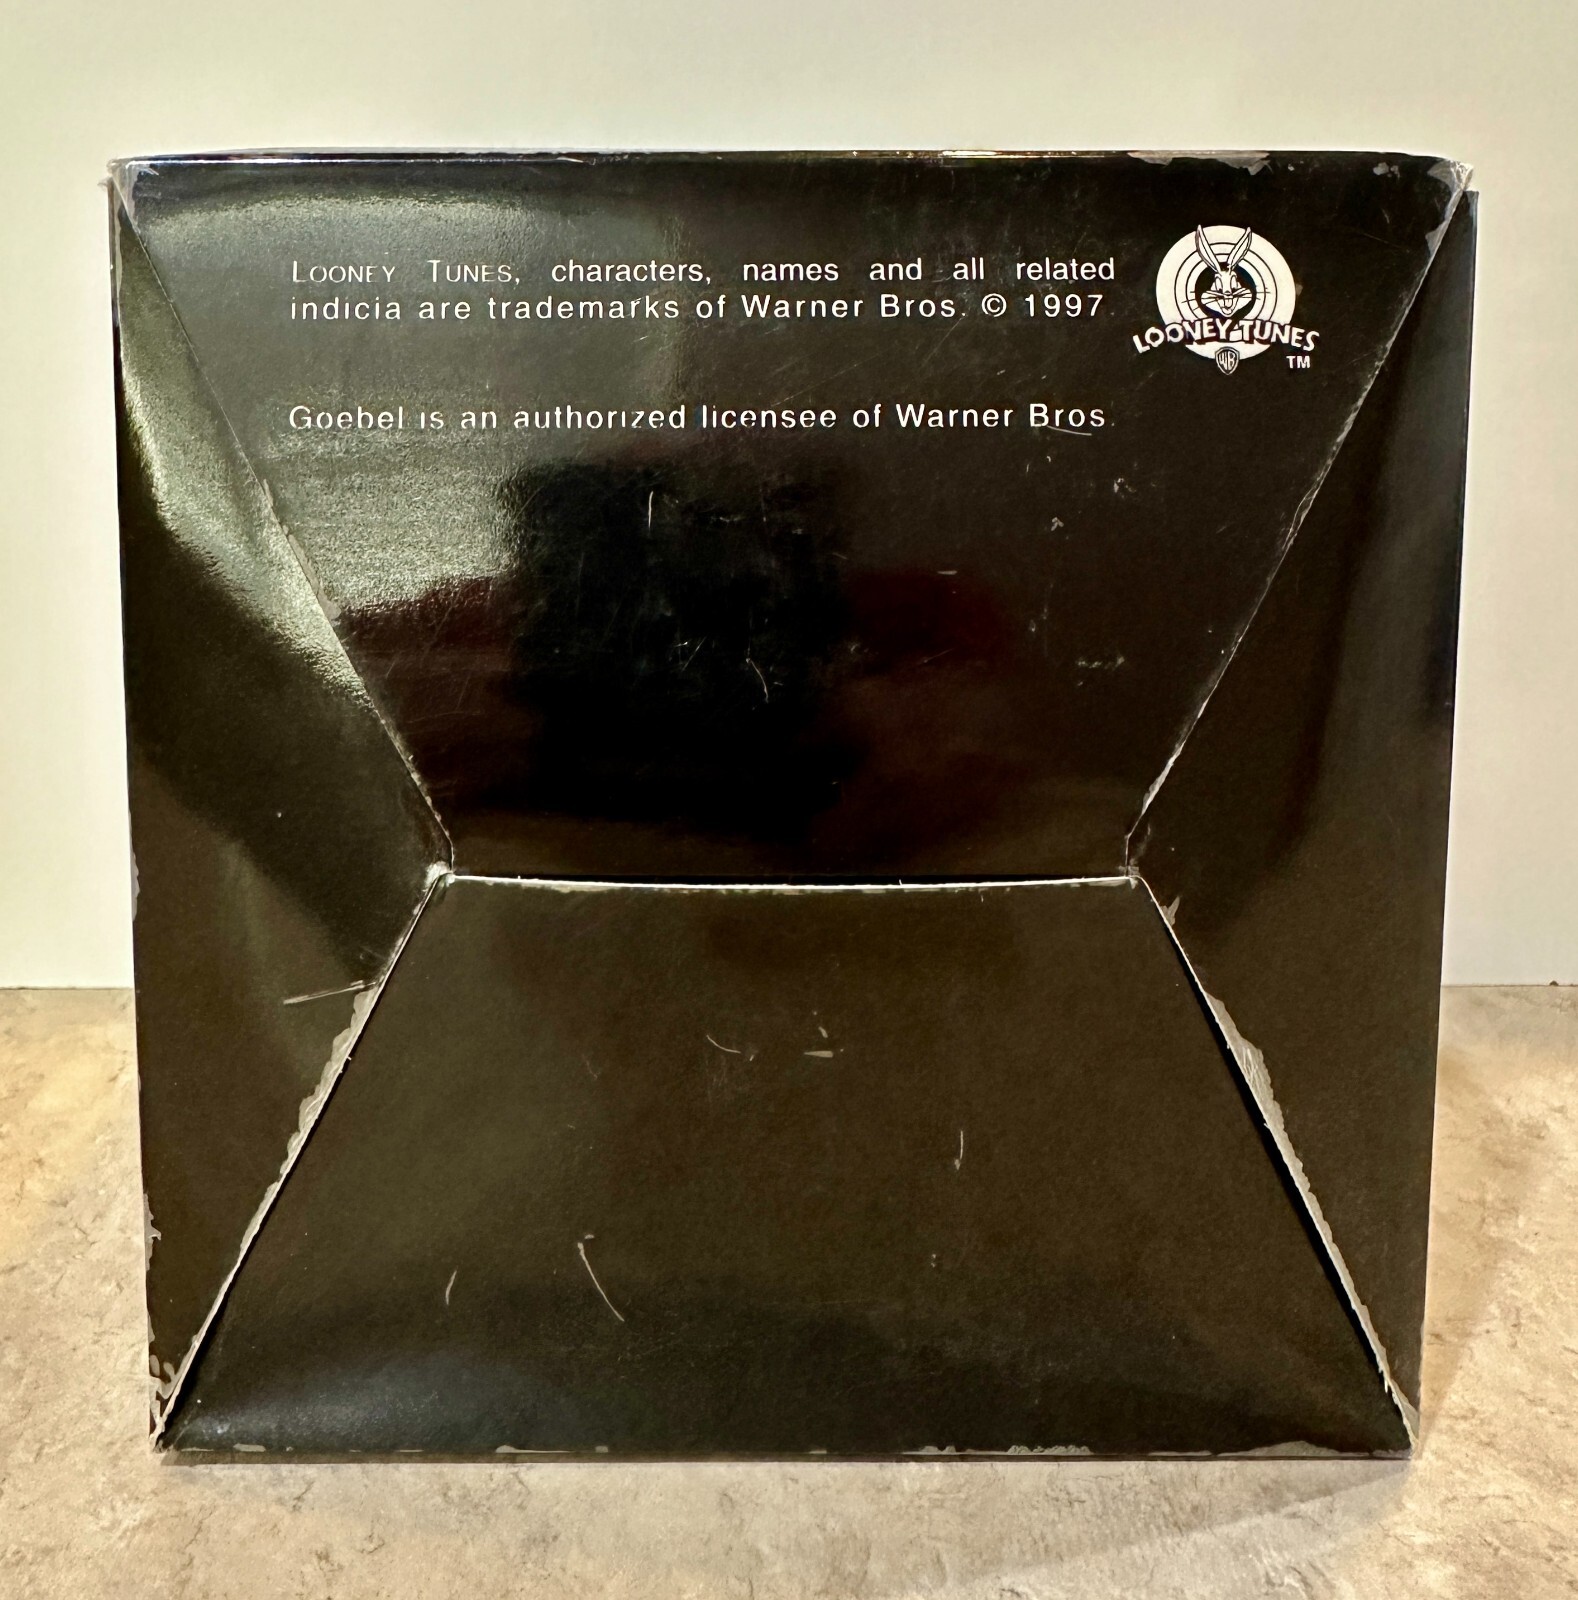 LOONEY TUNES, characters, names and all related
indicia are trademarks of Warner Bros. © 1997.
LOONEY TUNES
WB
TM
Goebel is an authorized licensee of Warner Bros.